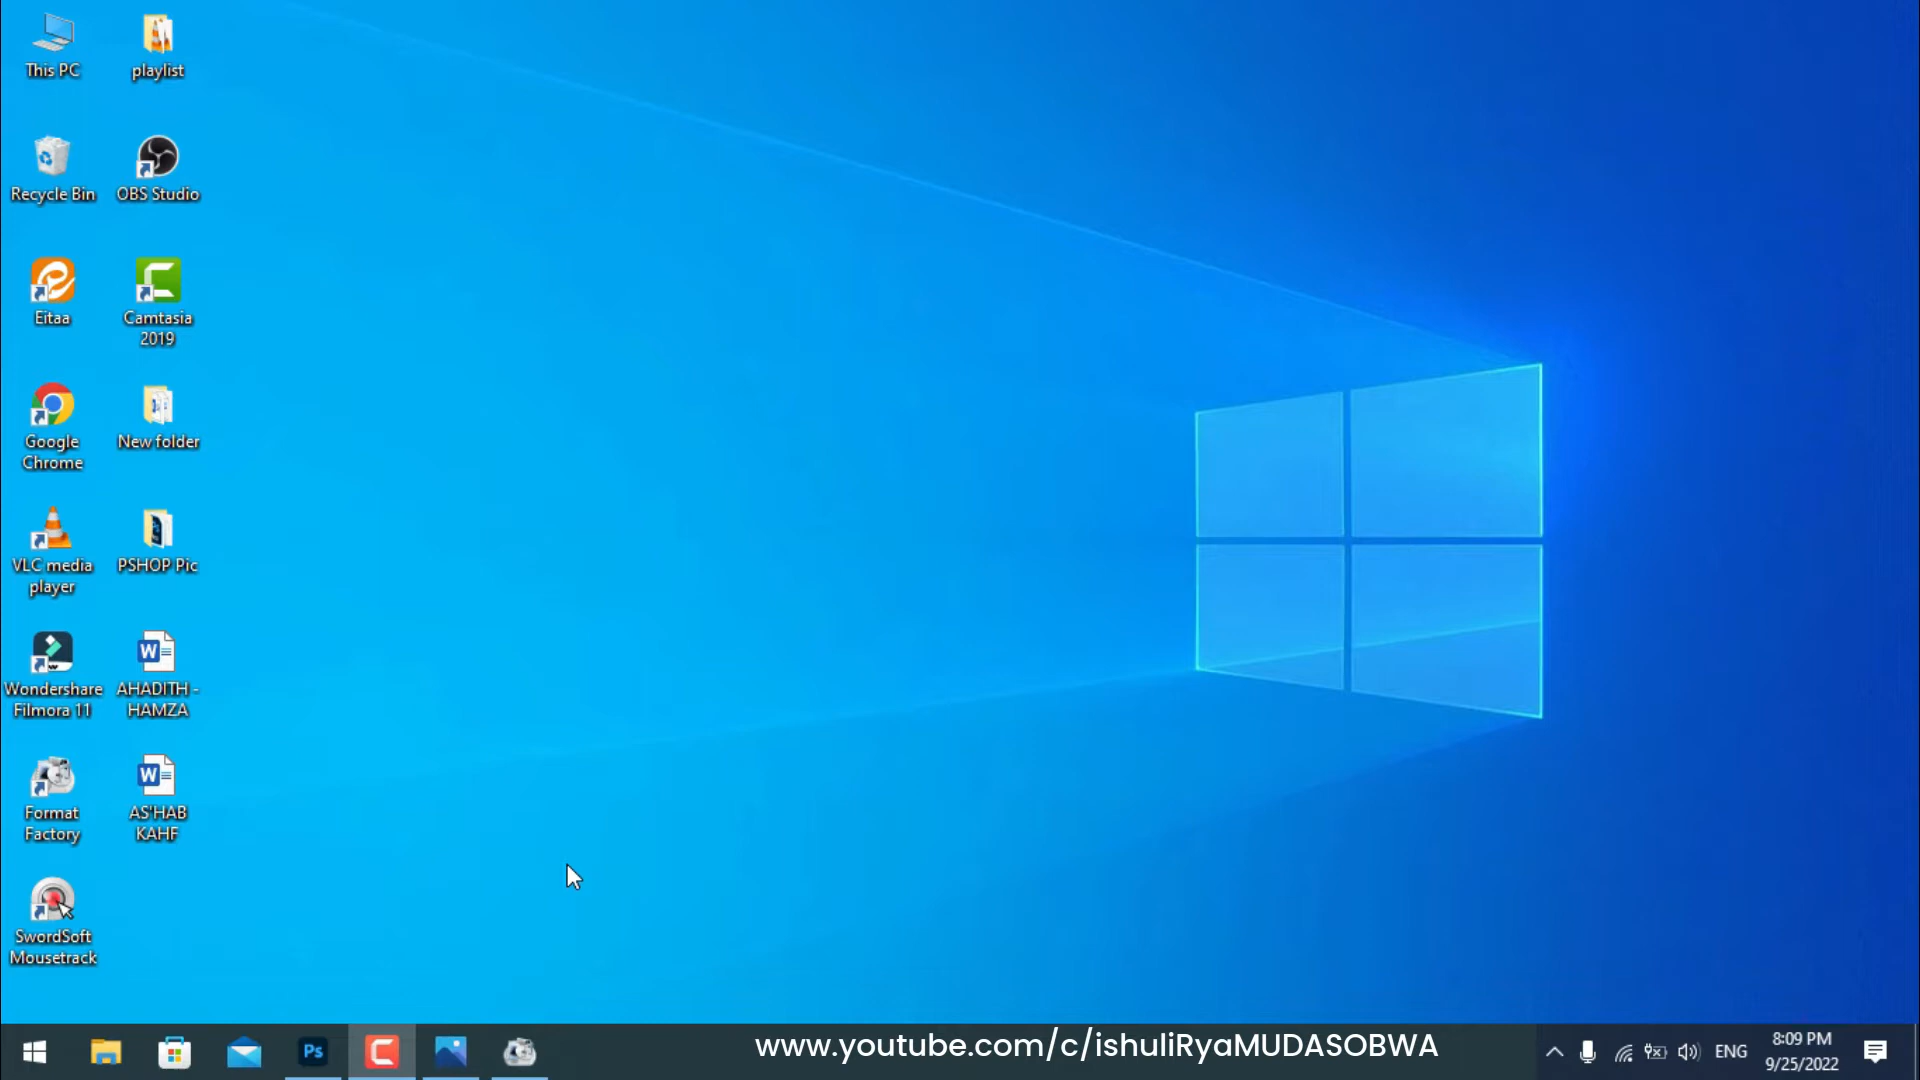 This PC
playlist
Recycle Bin
OBS Studio
Eitaa
Camtasia
2019
Google
Chrome
New folder
VLC media
player
PSHOP Pic
Wondershare
Filmora 11
AHADITH -
HAMZA
Format
Factory
AS'HAB
KAHF
SwordSoft
Mousetrack
Ps
www.youtube.com/c/ishuliRyaMUDASOBWA
ENG
8:09 PM
9/25/2022